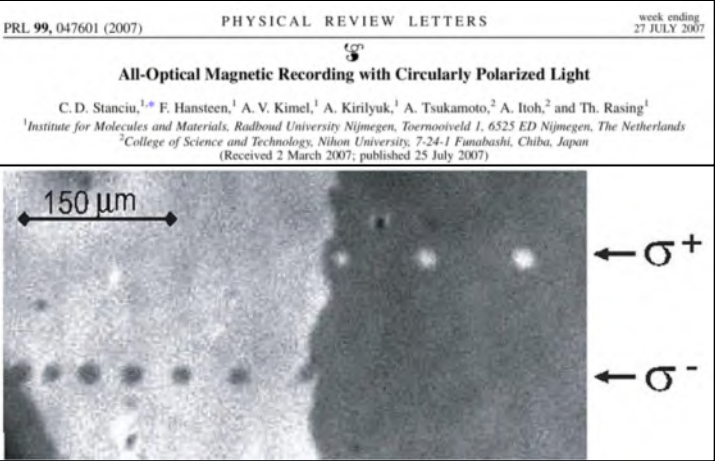 PRL 99, 047601 (2007)
PHYSICAL REVIEW LETTERS
week ending
27 JULY 2007
All-Optical Magnetic Recording with Circularly Polarized Light
C. D. Stanciu,¹,* F. Hansteen,¹ A. V. Kimel,¹ A. Kirilyuk,¹ A. Tsukamoto,² A. Itoh,² and Th. Rasing¹
¹Institute for Molecules and Materials, Radboud University Nijmegen, Toernooiveld 1, 6525 ED Nijmegen, The Netherlands
²College of Science and Technology, Nihon University, 7-24-1 Funabashi, Chiba, Japan
(Received 2 March 2007; published 25 July 2007)
150 μm
← σ⁺
← σ⁻